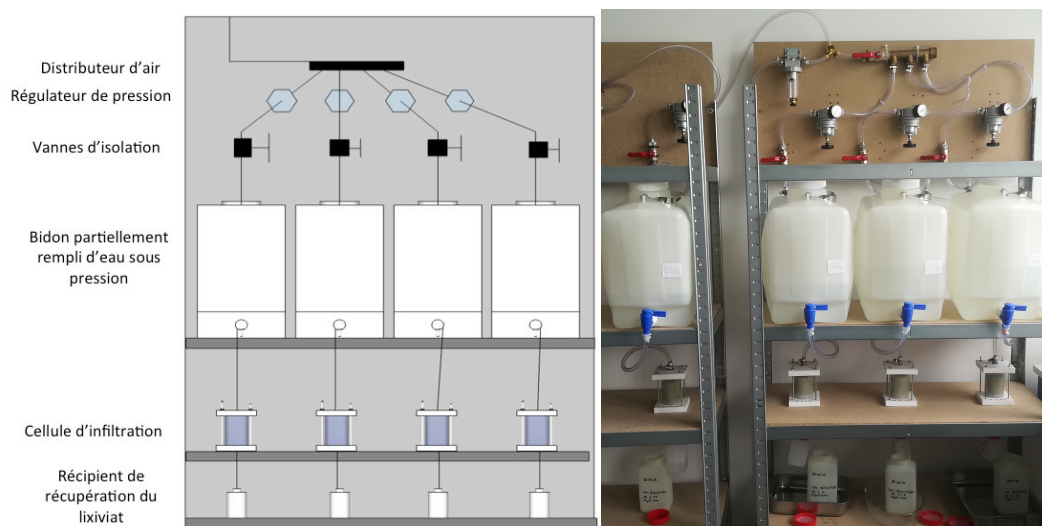 Distributeur d'air
Régulateur de pression
Vannes d'isolation
Bidon partiellement
rempli d'eau sous
pression
Cellule d'infiltration
Récipient de
récupération du
lixiviat